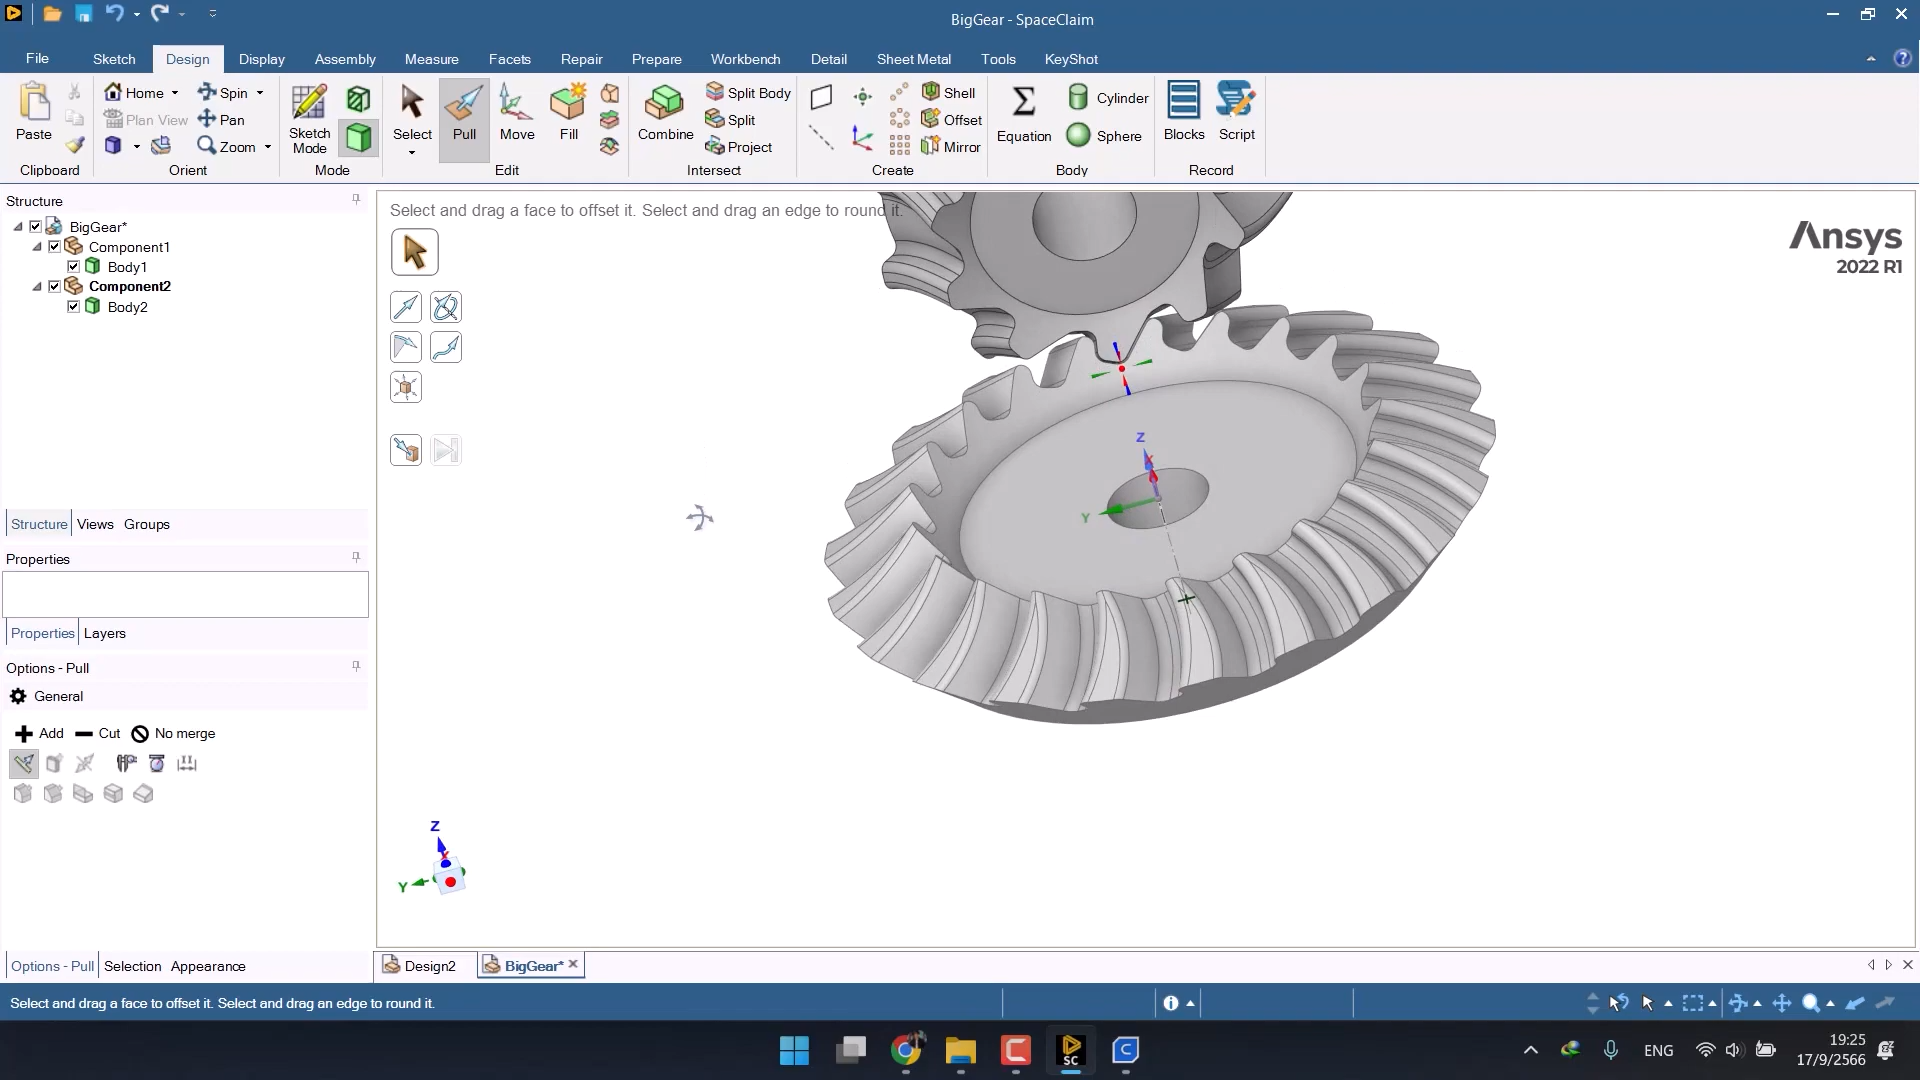 BigGear - SpaceClaim
File Sketch Design Display Assembly Measure Facets Repair Prepare Workbench Detail Sheet Metal Tools KeyShot
Paste
Clipboard
Home Spin
Plan View Pan
Zoom
Orient
Sketch
Mode
Mode
Select Pull Move Fill
Edit
Combine
Split Body
Split
Project
Intersect
Shell
Offset
Mirror
Create
Equation
Cylinder
Sphere
Body
Blocks Script
Record
Structure
BigGear*
Component1
Body1
Component2
Body2
Structure Views Groups
Properties
Properties Layers
Options - Pull
General
Add Cut No merge
Options - Pull Selection Appearance
Select and drag a face to offset it. Select and drag an edge to round it.
Ansys
2022 R1
Z
Y
Z
Y
Design2 BigGear*
Select and drag a face to offset it. Select and drag an edge to round it.
SC
ENG
19:25
17/9/2566